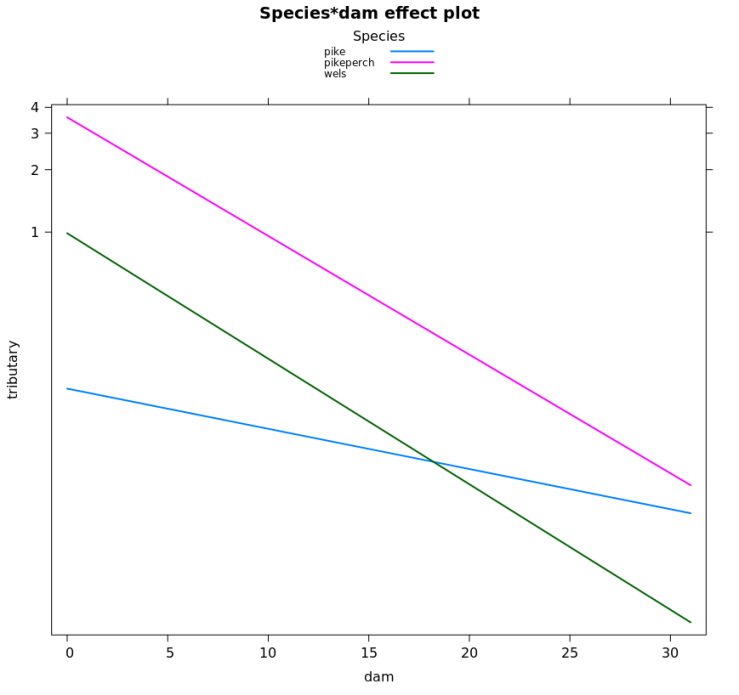 Species*dam effect plot
Species
pike
pikeperch
wels
4
3
2
1
tributary
0 5 10 15 20 25 30
dam